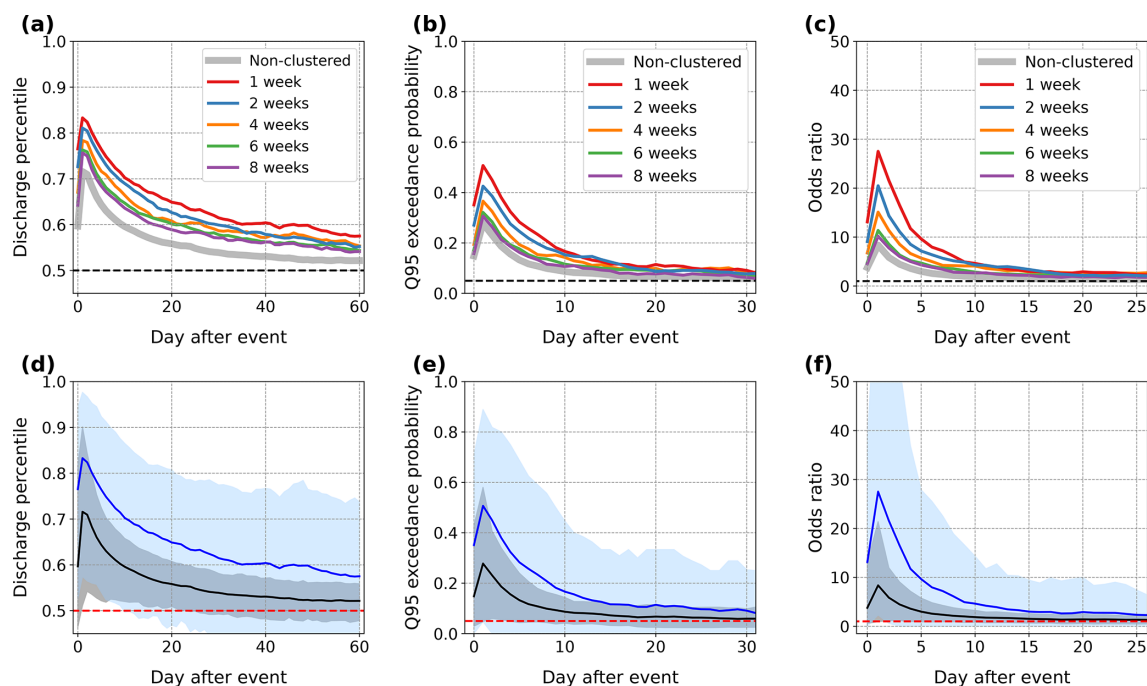 (a)
Discharge percentile
1.0
0.9
0.8
0.7
0.6
0.5
0 20 40 60
Day after event
Non-clustered
1 week
2 weeks
4 weeks
6 weeks
8 weeks
(b)
Q95 exceedance probability
1.0
0.8
0.6
0.4
0.2
0.0
0 10 20 30
Day after event
Non-clustered
1 week
2 weeks
4 weeks
6 weeks
8 weeks
(c)
Odds ratio
50
40
30
20
10
0
0 5 10 15 20 25
Day after event
Non-clustered
1 week
2 weeks
4 weeks
6 weeks
8 weeks
(d)
Discharge percentile
1.0
0.9
0.8
0.7
0.6
0.5
0 20 40 60
Day after event
(e)
Q95 exceedance probability
1.0
0.8
0.6
0.4
0.2
0.0
0 10 20 30
Day after event
(f)
Odds ratio
50
40
30
20
10
0
0 5 10 15 20 25
Day after event